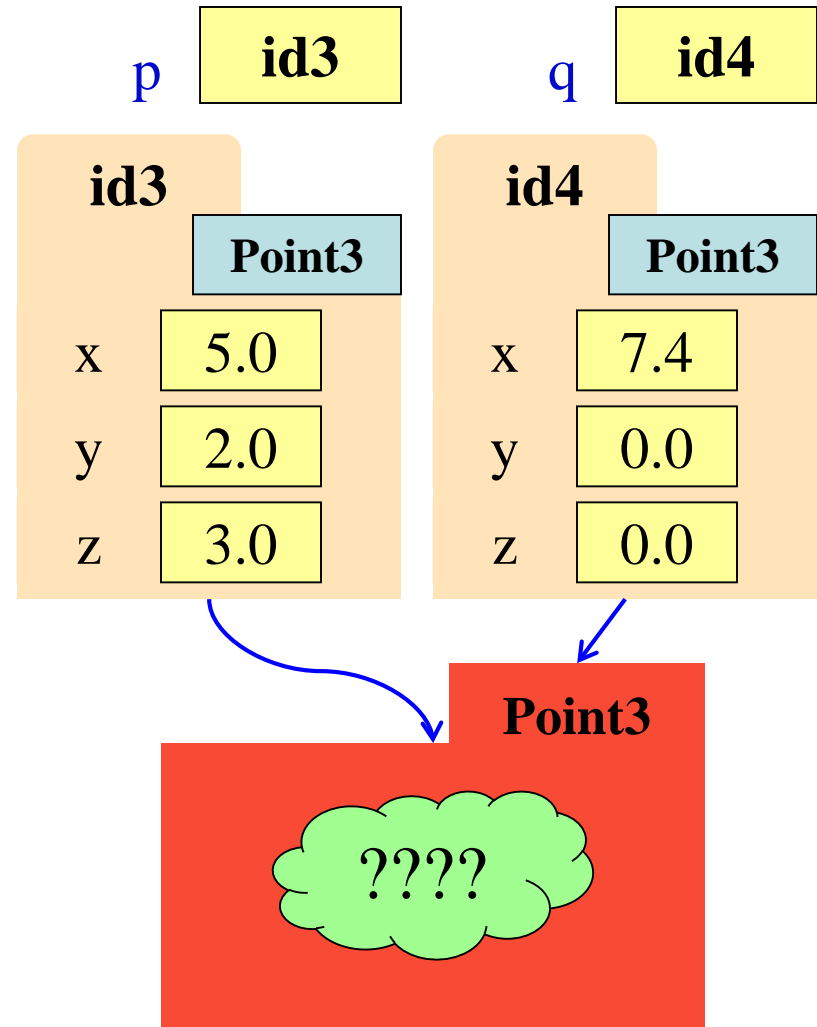 p id3
id3
Point3
x 5.0
y 2.0
z 3.0
q id4
id4
Point3
x 7.4
y 0.0
z 0.0
Point3
????